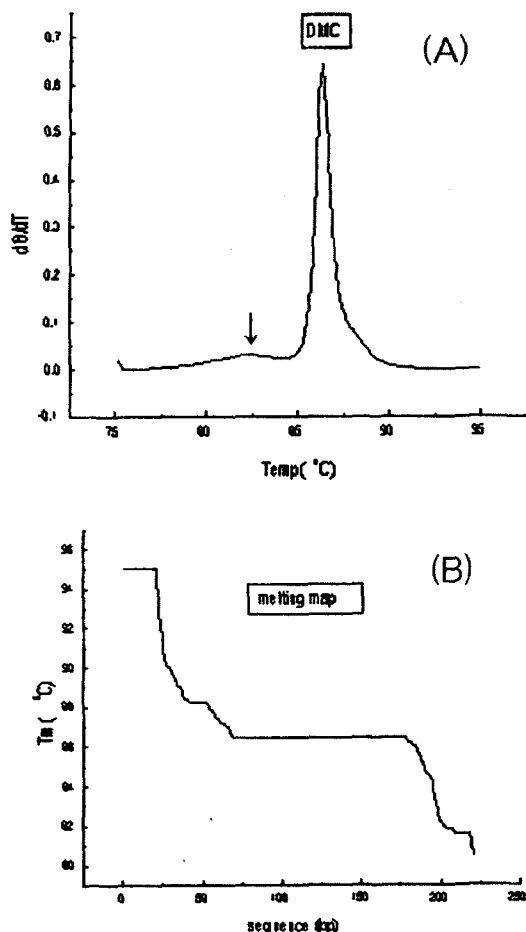 DMC
(A)
0.7
0.6
0.5
0.4
0.3
0.2
0.1
0.0
-0.1
dθ/dT
75 80 85 90 95
Temp( °C)
(B)
melting map
96
94
92
90
88
86
84
82
80
Tm( °C)
0 50 100 150 200 250
sequence (bp)